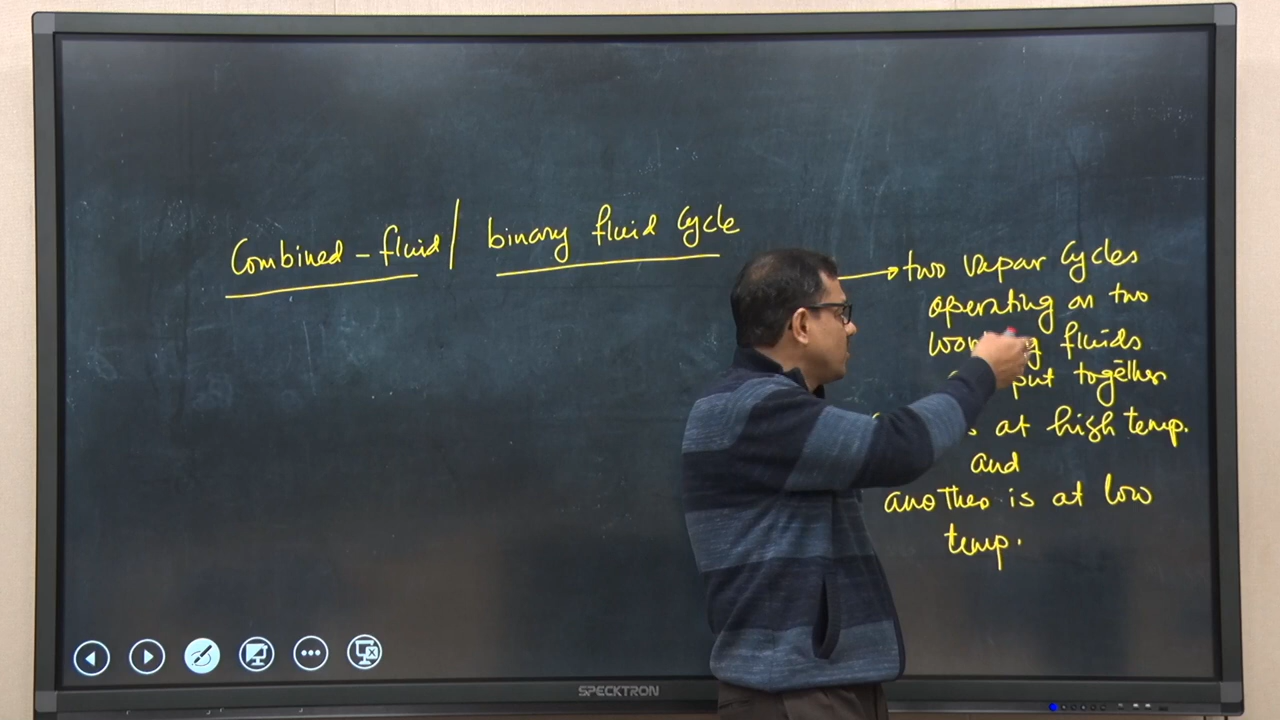 Combined-fluid/ binary fluid cycle
two vapar cycles
operating on two
fluids
put together
at high temp.
and
another is at low
temp.
SPECKTRON